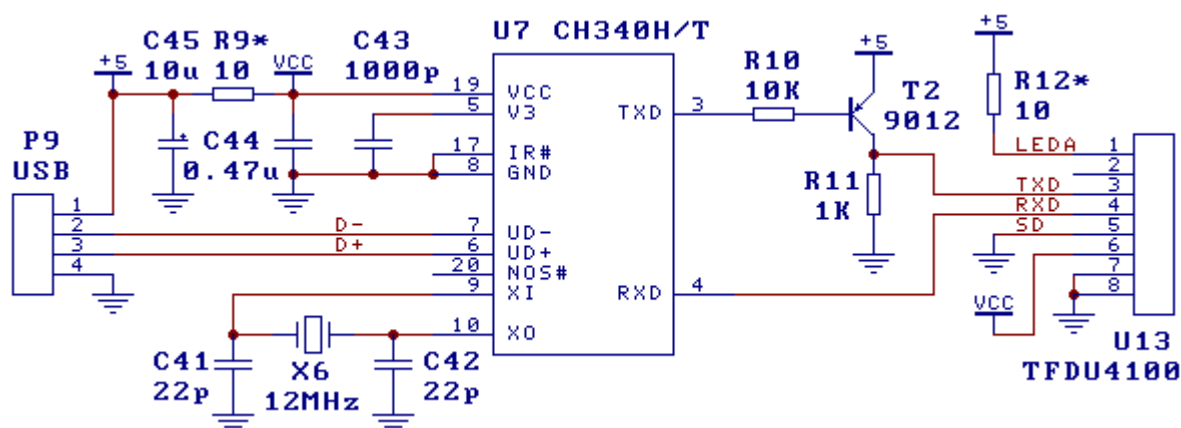 U7 CH340H/T
C45 R9* C43
+5 10u 10 VCC 1000p
19 VCC
5 V3
17 IR#
8 GND
7 UD-
6 UD+
20 NOS#
9 XI
10 XO
TXD 3
RXD 4
C44
0.47u
P9
USB
1
2
3
4
D-
D+
C41
22p
X6
12MHz
C42
22p
R10
10K
+5
T2
9012
R11
1K
+5
R12*
10
LEDA 1
2
TXD 3
RXD 4
SD 5
6
7
8
VCC
U13
TFDU4100